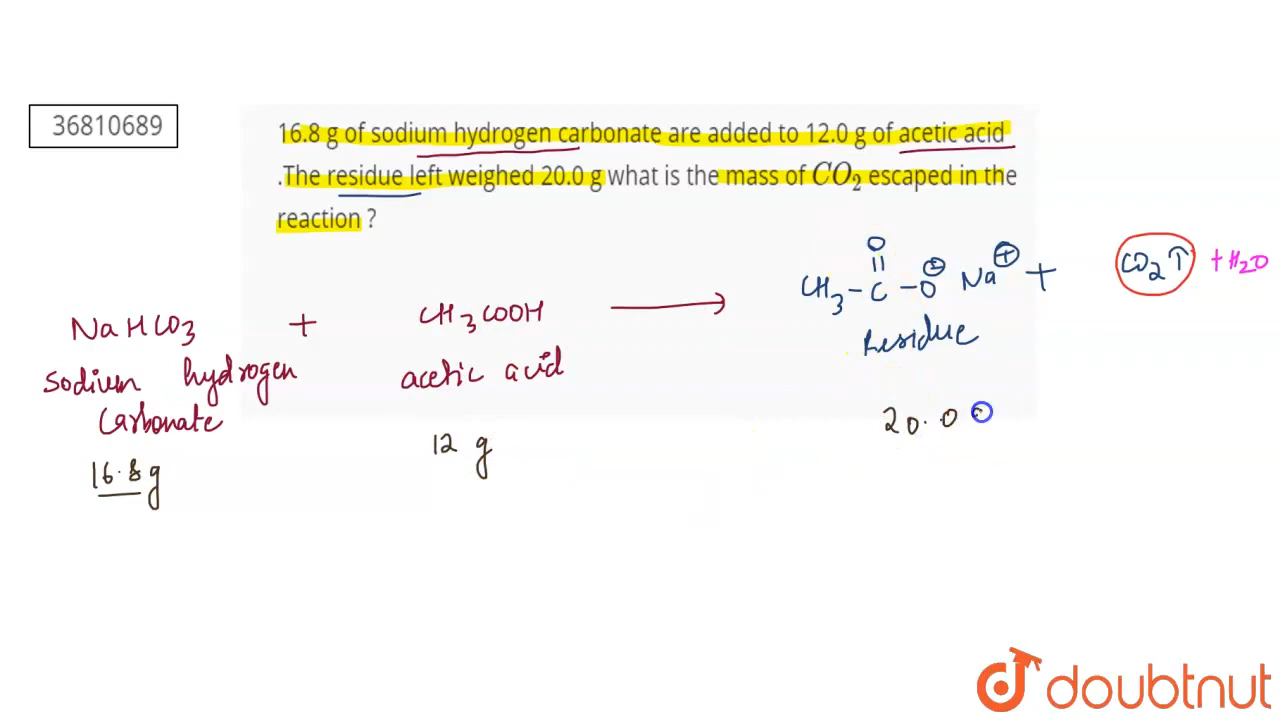 36810689
16.8 g of sodium hydrogen carbonate are added to 12.0 g of acetic acid
.The residue left weighed 20.0 g what is the mass of CO₂ escaped in the
reaction ?
O
CH₃ – C – O⊖ Na⊕ + CO₂↑ + H₂O
NaHCO₃ + CH₃COOH ⟶
Residue
sodium hydrogen
Carbonate
acetic acid
16.8 g
12 g
20.0
doubtnut